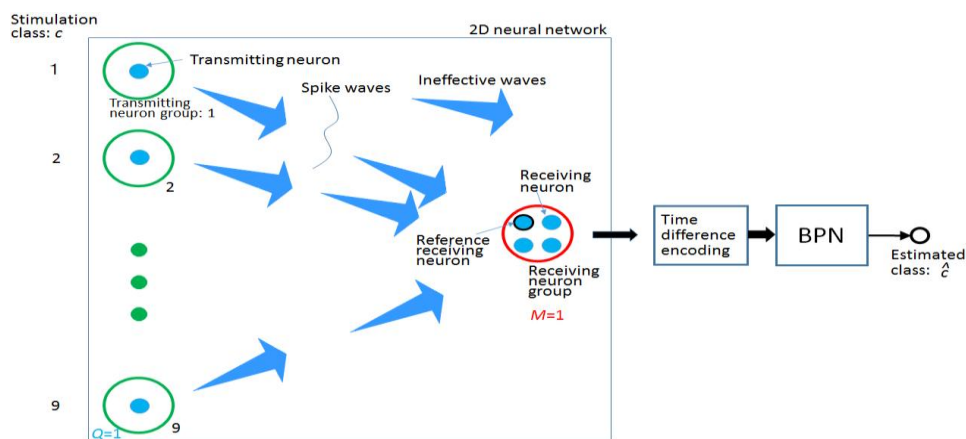 Stimulation
class: c
2D neural network
1
Transmitting neuron
Transmitting
neuron group: 1
Spike waves
Ineffective waves
2
2
Receiving
neuron
Reference
receiving
neuron
Receiving
neuron
group
M=1
Time
difference
encoding
BPN
Estimated
class: ĉ
9
9
Q=1